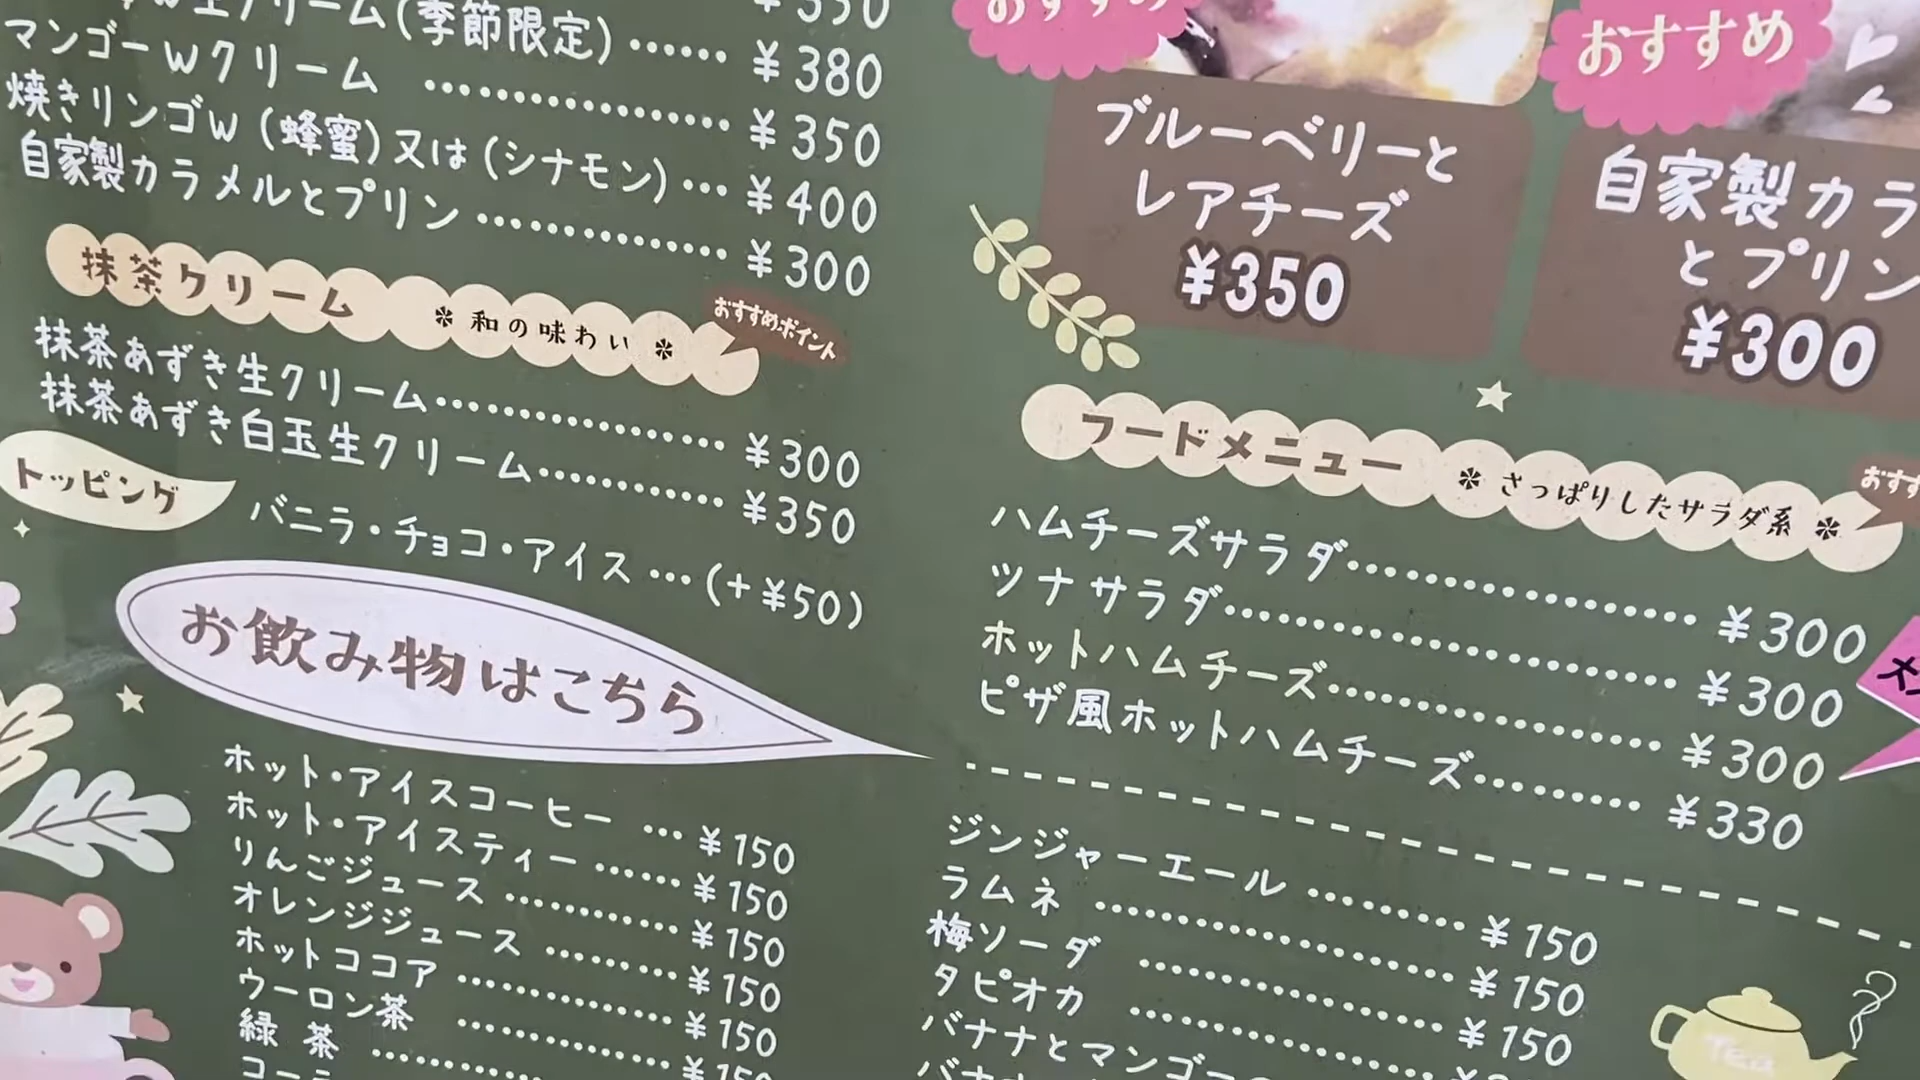 生クリーム(季節限定)……¥380
マンゴーWクリーム ……¥350
焼きリンゴW(蜂蜜)又は(シナモン)…¥400
自家製カラメルとプリン……¥300
抹茶クリーム ＊和の味わい＊
おすすめポイント
抹茶あずき生クリーム……¥300
抹茶あずき白玉生クリーム……¥350
トッピング
バニラ・チョコ・アイス…(+¥50)
お飲み物はこちら
ホット・アイスコーヒー…¥150
ホット・アイスティー……¥150
りんごジュース……¥150
オレンジジュース……¥150
ホットココア……¥150
ウーロン茶……¥150
緑茶……
おすすめ
ブルーベリーと
レアチーズ
¥350
おすすめ
自家製カラ
とプリン
¥300
フードメニュー ＊さっぱりしたサラダ系＊
おすす
ハムチーズサラダ……¥300
ツナサラダ……¥300
ホットハムチーズ……¥300
ピザ風ホットハムチーズ……¥330
ジンジャーエール……¥150
ラムネ……¥150
梅ソーダ……¥150
タピオカ……
バナナとマンゴー
Tea